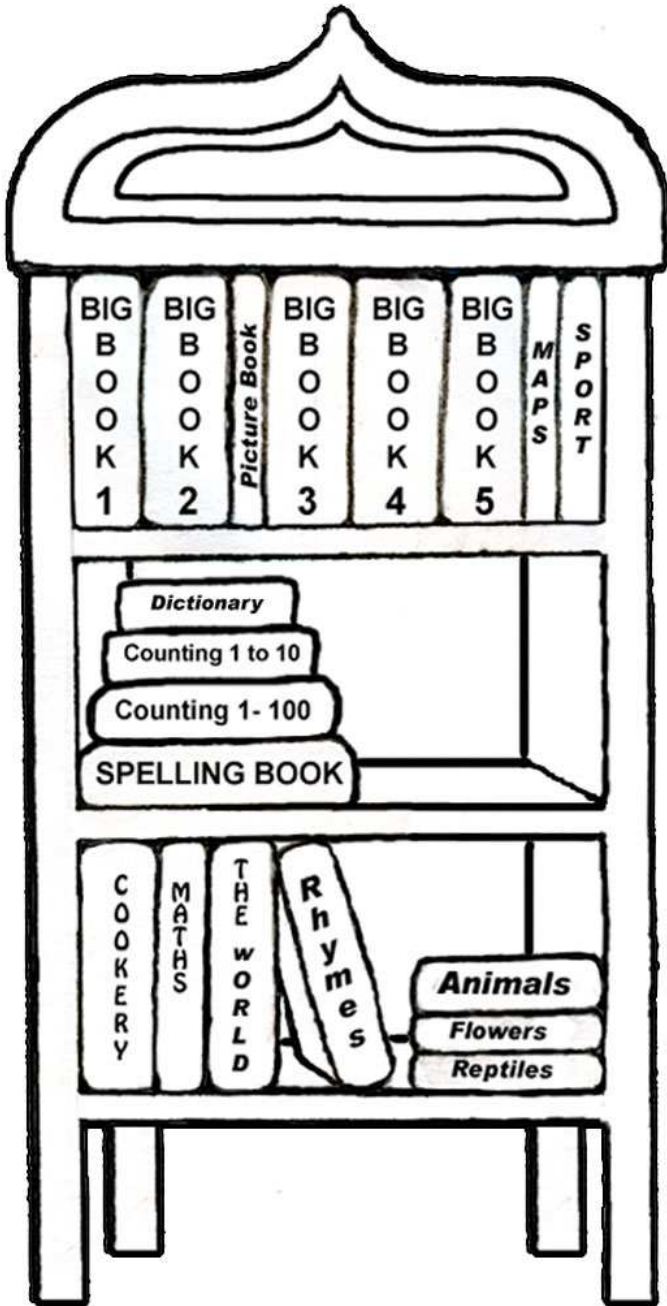 BIG BOOK 1
BIG BOOK 2
Picture Book
BIG BOOK 3
BIG BOOK 4
BIG BOOK 5
MAPS
SPORT
Dictionary
Counting 1 to 10
Counting 1- 100
SPELLING BOOK
COOKERY
MATHS
THE WORLD
Rhymes
Animals
Flowers
Reptiles